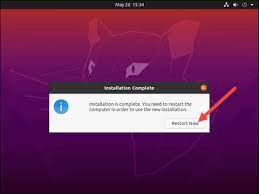 May 20 15:34
Installation Complete
Installation is complete. You need to restart the
computer in order to use the new installation.
Restart Now